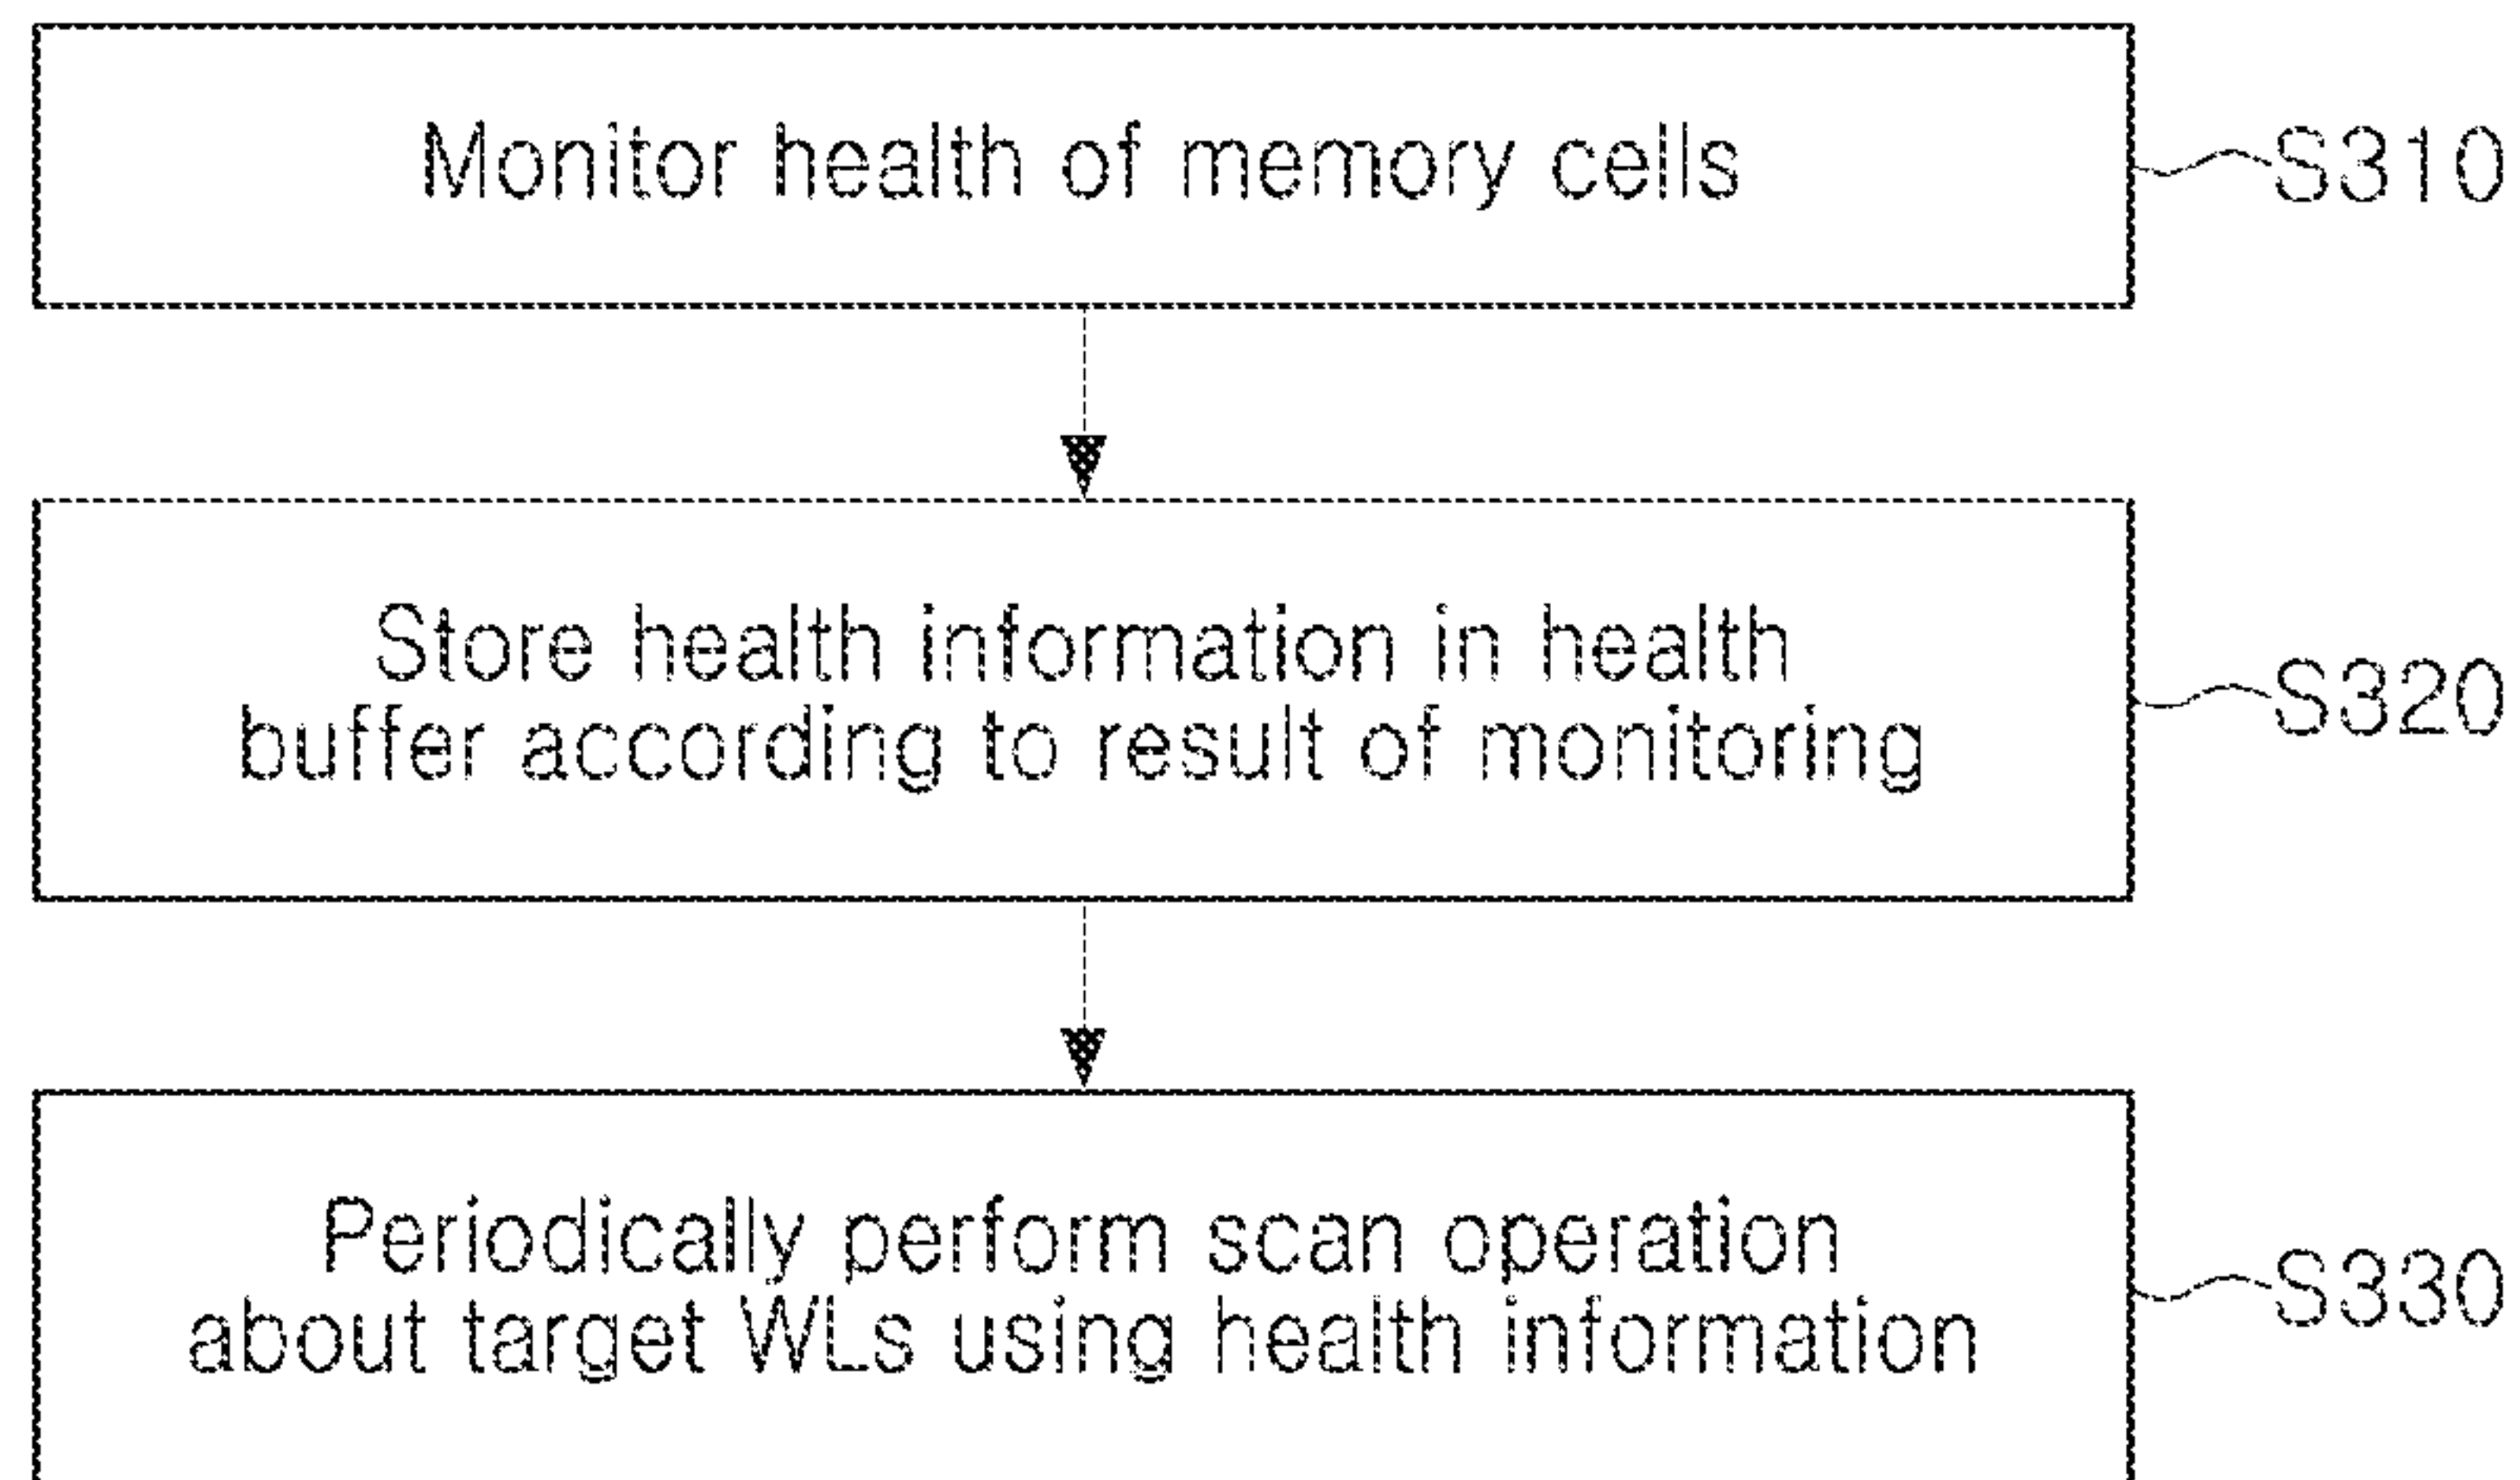 Monitor health of memory cells
S310
Store health information in health
buffer according to result of monitoring
S320
Periodically perform scan operation
about target WLs using health information
S330